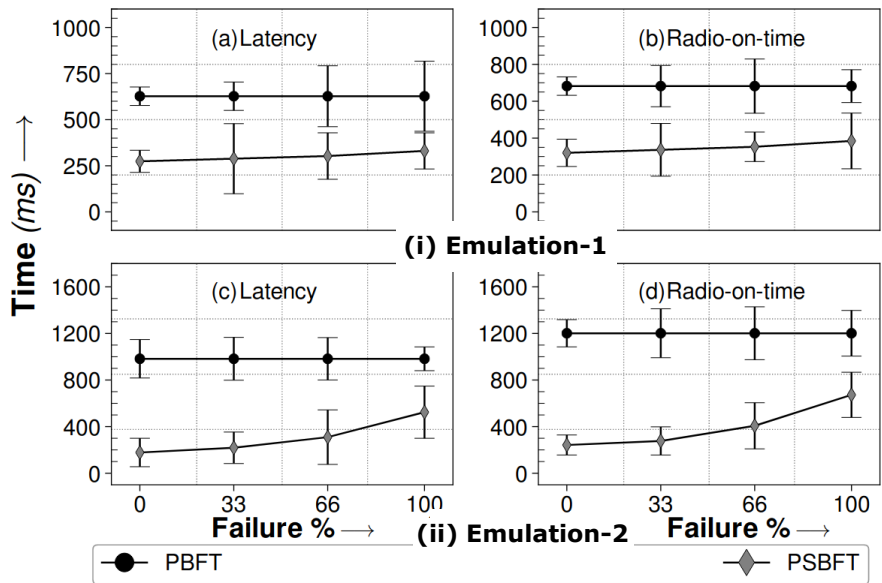 (a) Latency
(b) Radio-on-time
1000
750
500
250
0
1000
800
600
400
200
0
Time (ms) →
(i) Emulation-1
(c) Latency
(d) Radio-on-time
1600
1200
800
400
0
1600
1200
800
400
0
0 33 66 100
0 33 66 100
Failure % →
(ii) Emulation-2
Failure % →
PBFT
PSBFT